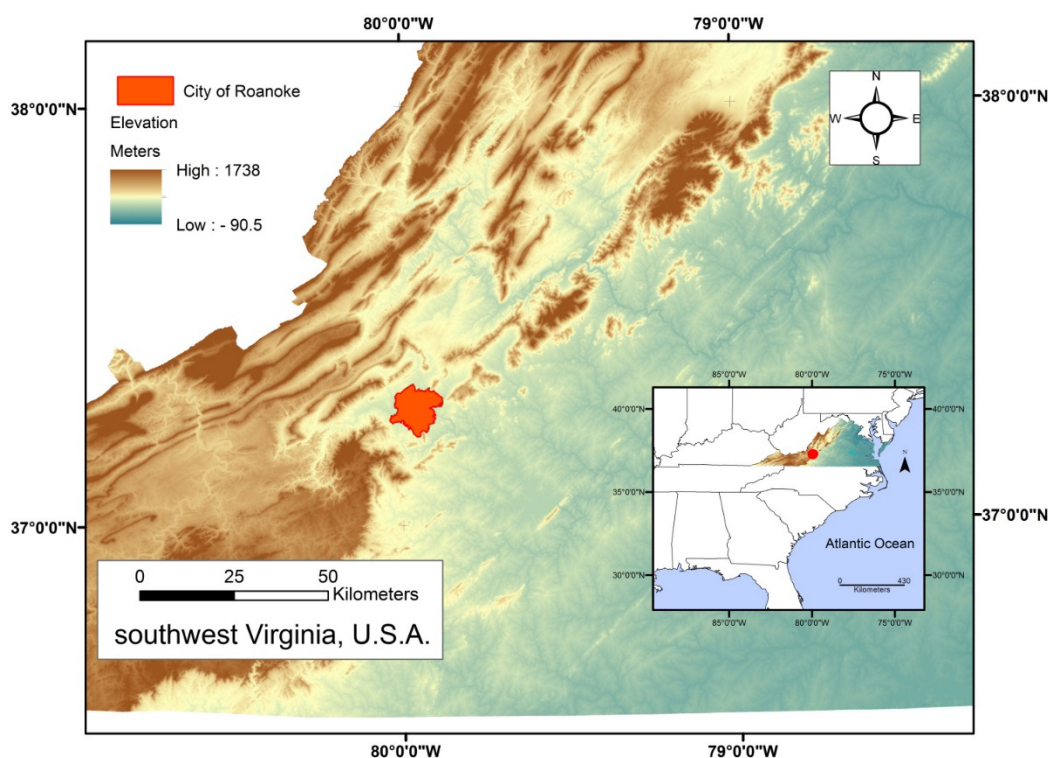 80°0'0"W
79°0'0"W
38°0'0"N
38°0'0"N
City of Roanoke
Elevation
Meters
High : 1738
Low : - 90.5
N
W
E
S
85°0'0"W
80°0'0"W
75°0'0"W
40°0'0"N
40°0'0"N
N
35°0'0"N
35°0'0"N
Atlantic Ocean
30°0'0"N
30°0'0"N
0
430
Kilometers
85°0'0"W
80°0'0"W
75°0'0"W
37°0'0"N
37°0'0"N
0
25
50
Kilometers
southwest Virginia, U.S.A.
80°0'0"W
79°0'0"W